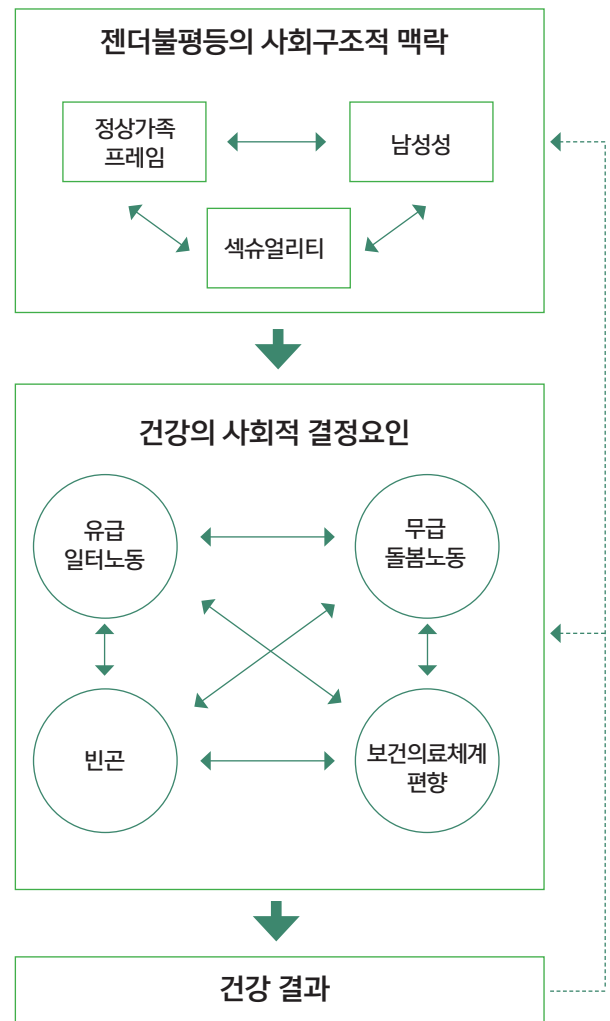 젠더불평등의 사회구조적 맥락
정상가족
프레임
남성성
섹슈얼리티
건강의 사회적 결정요인
유급
일터노동
무급
돌봄노동
빈곤
보건의료체계
편향
건강 결과